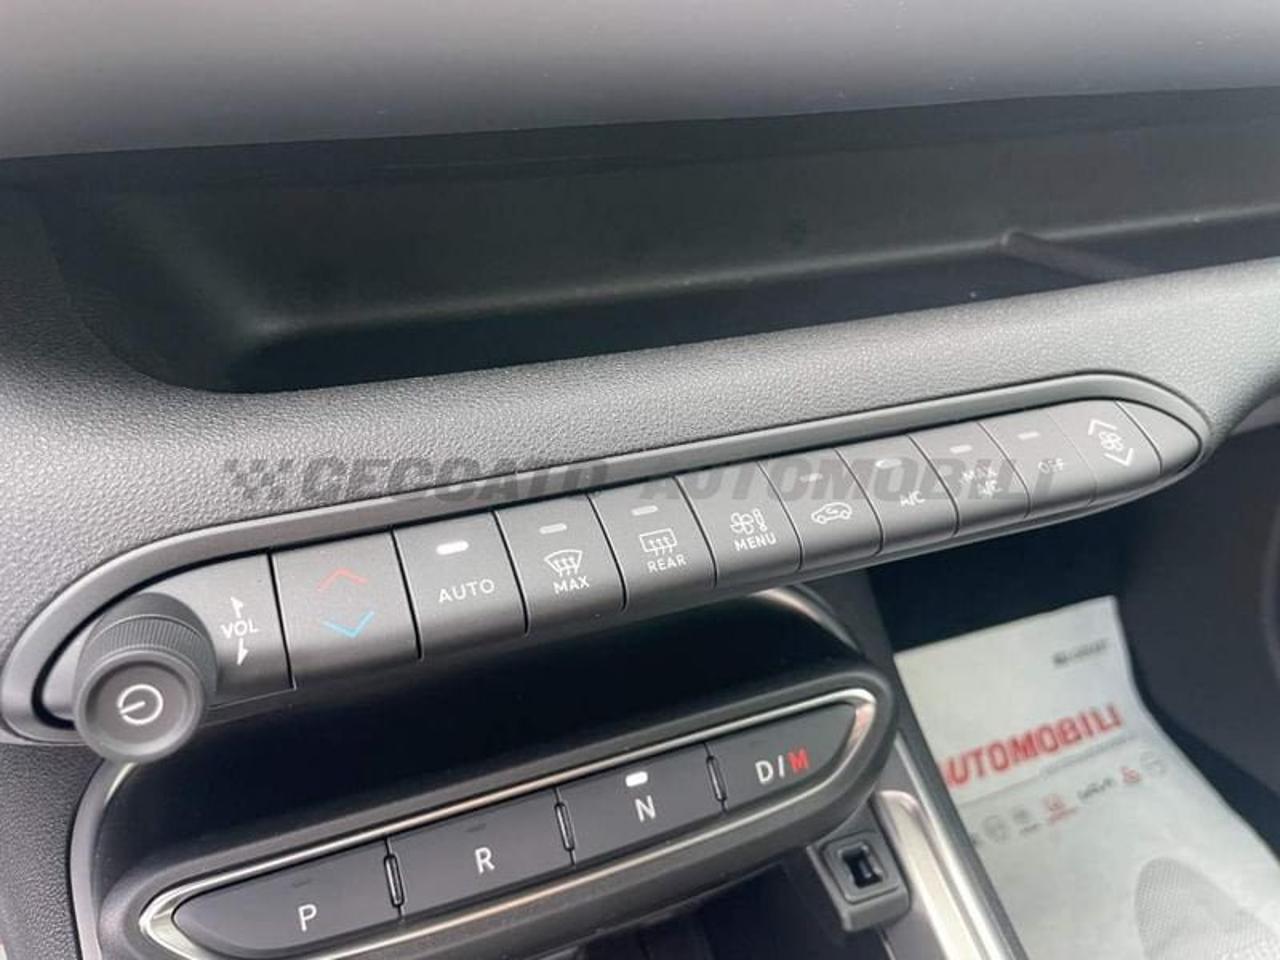 CECCATO AUTOMOBILI
VOL
AUTO
MAX
REAR
MENU
A/C
MAX
A/C
OFF
P
R
N
D/M
AUTOMOBILI